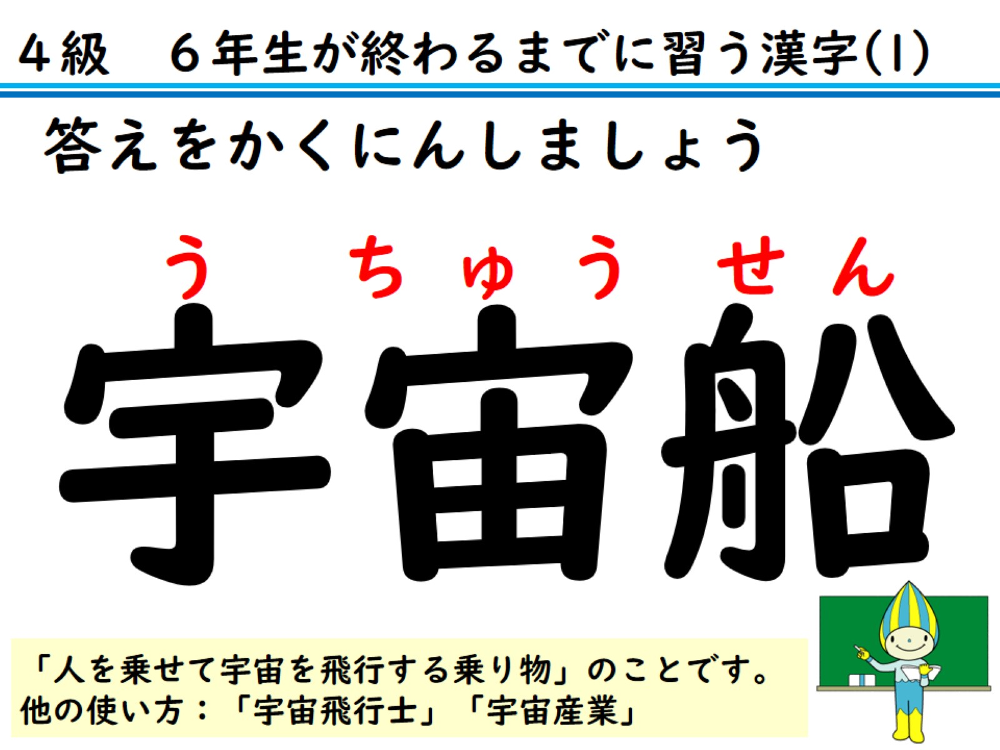 ４級　６年生が終わるまでに習う漢字(1)
答えをかくにんしましょう
う ちゅう せん
宇宙船
「人を乗せて宇宙を飛行する乗り物」のことです。
他の使い方：「宇宙飛行士」「宇宙産業」